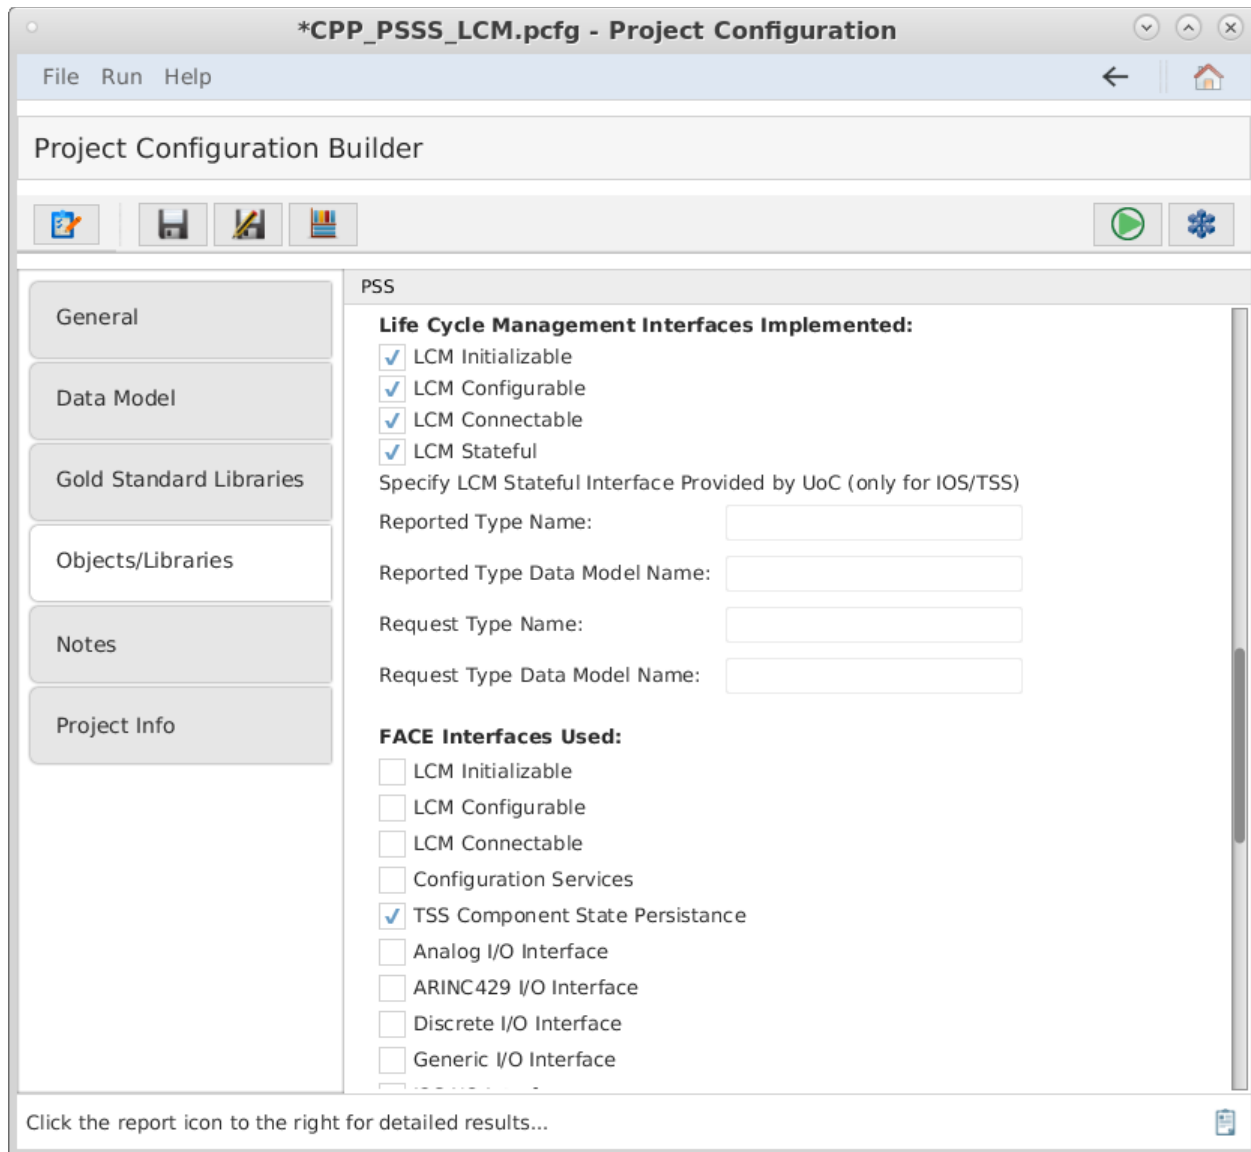 *CPP_PSSS_LCM.pcfg - Project Configuration
File Run Help
Project Configuration Builder
General
Data Model
Gold Standard Libraries
Objects/Libraries
Notes
Project Info
PSS
Life Cycle Management Interfaces Implemented:
LCM Initializable
LCM Configurable
LCM Connectable
LCM Stateful
Specify LCM Stateful Interface Provided by UoC (only for IOS/TSS)
Reported Type Name:
Reported Type Data Model Name:
Request Type Name:
Request Type Data Model Name:
FACE Interfaces Used:
LCM Initializable
LCM Configurable
LCM Connectable
Configuration Services
TSS Component State Persistance
Analog I/O Interface
ARINC429 I/O Interface
Discrete I/O Interface
Generic I/O Interface
Click the report icon to the right for detailed results...